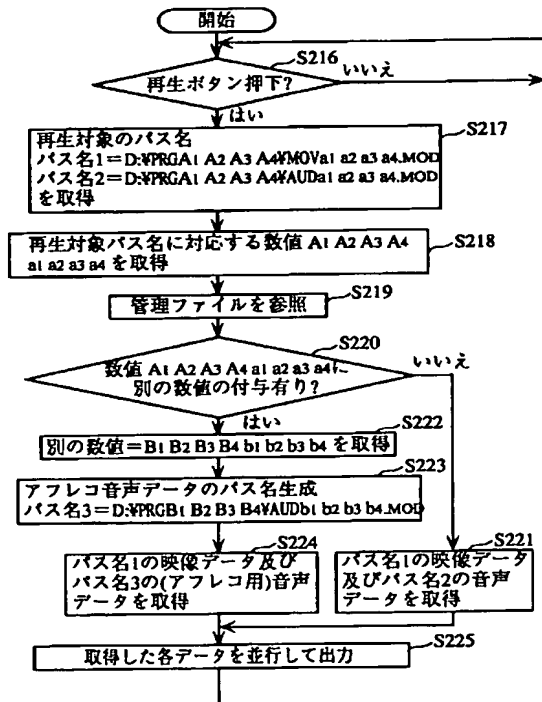 開始
S216
再生ボタン押下?
いいえ
はい
S217
再生対象のパス名
パス名1=D:¥PRGA1 A2 A3 A4¥MOVa1 a2 a3 a4.MOD
パス名2=D:¥PRGA1 A2 A3 A4¥AUDa1 a2 a3 a4.MOD
を取得
S218
再生対象パス名に対応する数値 A1 A2 A3 A4
a1 a2 a3 a4 を取得
S219
管理ファイルを参照
S220
数値 A1 A2 A3 A4 a1 a2 a3 a4に
別の数値の付与有り?
いいえ
はい
S222
別の数値=B1 B2 B3 B4 b1 b2 b3 b4 を取得
S223
アフレコ音声データのパス名生成
パス名3=D:¥PRGB1 B2 B3 B4¥AUDb1 b2 b3 b4.MOD
S224
パス名1の映像データ及び
パス名3の(アフレコ用)音声
データを取得
S221
パス名1の映像データ
及びパス名2の音声
データを取得
S225
取得した各データを並行して出力